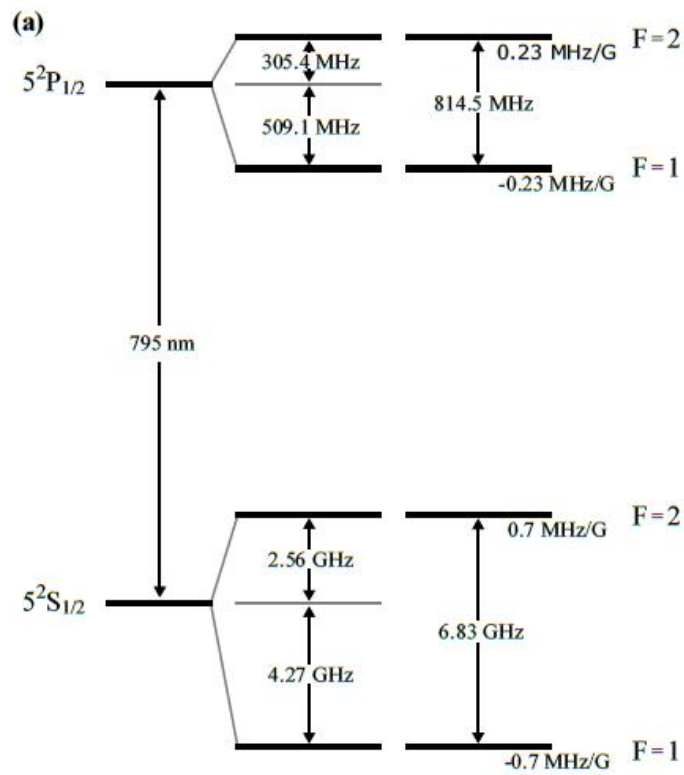 (a)
F = 2
0.23 MHz/G
305.4 MHz
5²P₁/₂
814.5 MHz
509.1 MHz
F = 1
-0.23 MHz/G
795 nm
F = 2
0.7 MHz/G
2.56 GHz
5²S₁/₂
6.83 GHz
4.27 GHz
F = 1
-0.7 MHz/G